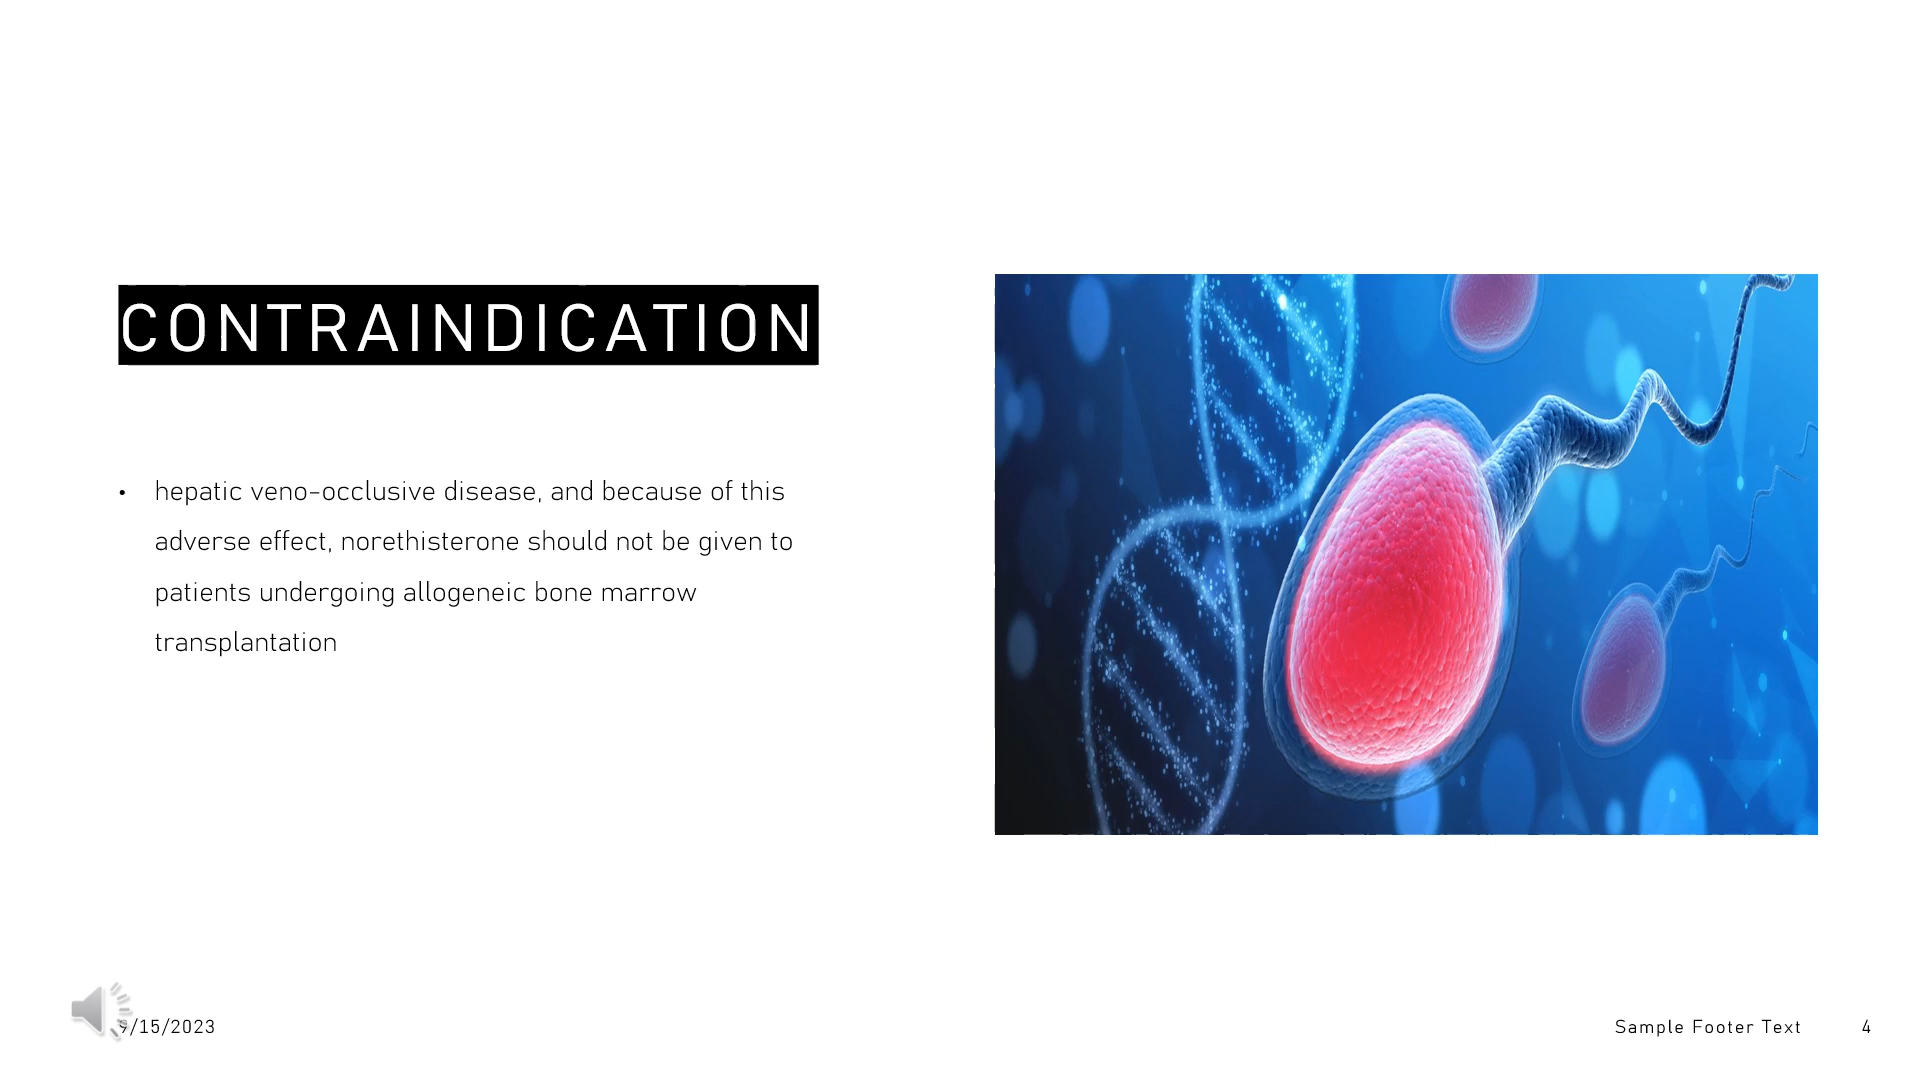 CONTRAINDICATION
• hepatic veno-occlusive disease, and because of this
adverse effect, norethisterone should not be given to
patients undergoing allogeneic bone marrow
transplantation
9/15/2023
Sample Footer Text
4